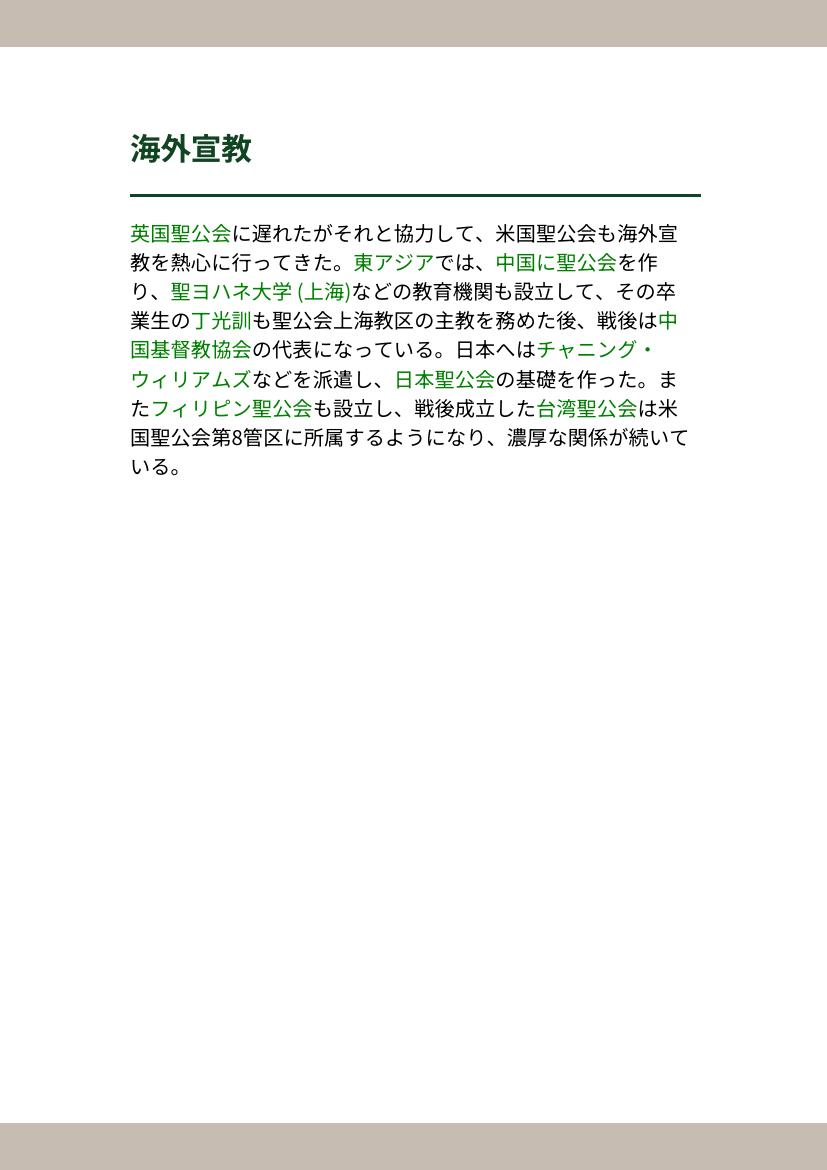 海外宣教
英国聖公会に遅れたがそれと協力して、米国聖公会も海外宣
教を熱心に行ってきた。東アジアでは、中国に聖公会を作
り、聖ヨハネ大学 (上海)などの教育機関も設立して、その卒
業生の丁光訓も聖公会上海教区の主教を務めた後、戦後は中
国基督教協会の代表になっている。日本へはチャニング・
ウィリアムズなどを派遣し、日本聖公会の基礎を作った。ま
たフィリピン聖公会も設立し、戦後成立した台湾聖公会は米
国聖公会第8管区に所属するようになり、濃厚な関係が続いて
いる。